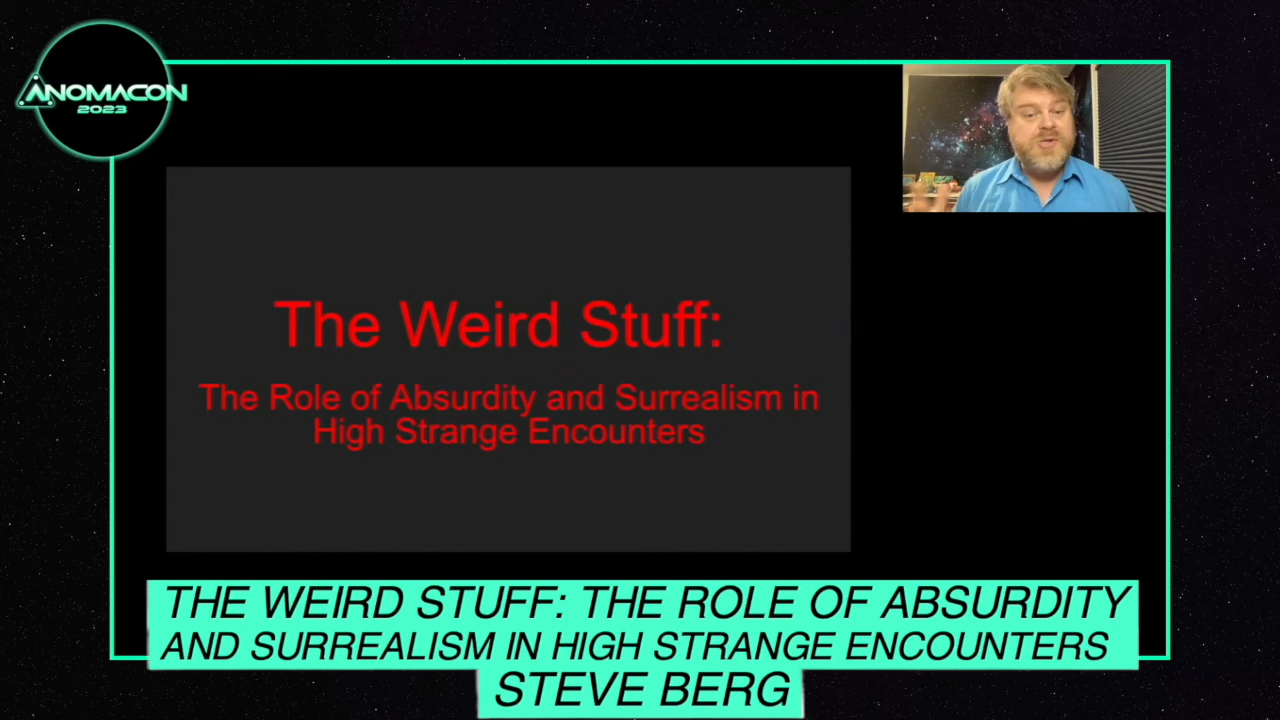 ANOMACON
2023
The Weird Stuff:
The Role of Absurdity and Surrealism in
High Strange Encounters
THE WEIRD STUFF: THE ROLE OF ABSURDITY
AND SURREALISM IN HIGH STRANGE ENCOUNTERS
STEVE BERG